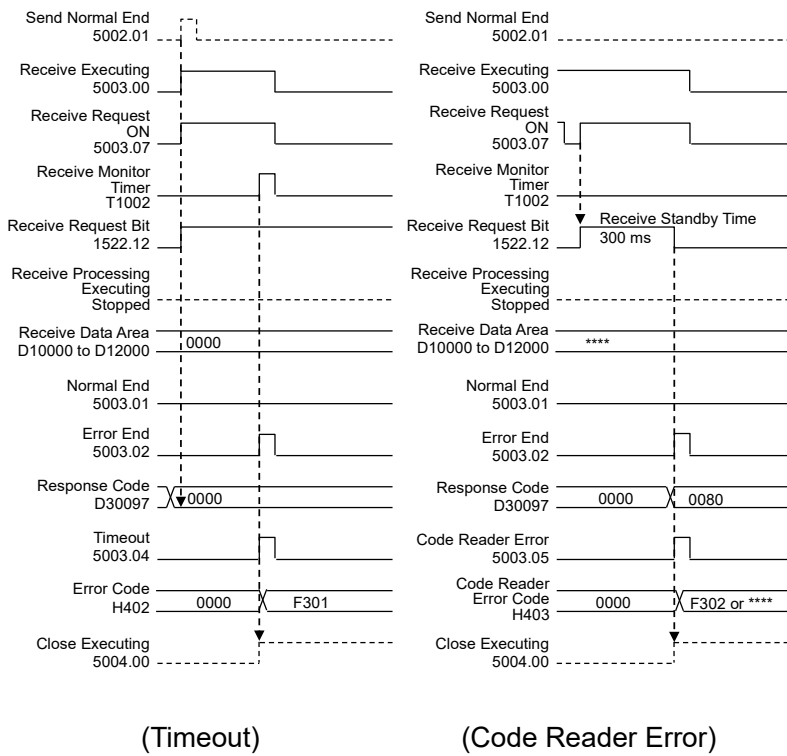 Send Normal End
5002.01
Receive Executing
5003.00
Receive Request
ON
5003.07
Receive Monitor
Timer
T1002
Receive Request Bit
1522.12
Receive Processing
Executing
Stopped
Receive Data Area
D10000 to D12000
0000
Normal End
5003.01
Error End
5003.02
Response Code
D30097
0000
Timeout
5003.04
Error Code
H402
0000
F301
Close Executing
5004.00
(Timeout)
Send Normal End
5002.01
Receive Executing
5003.00
Receive Request
ON
5003.07
Receive Monitor
Timer
T1002
Receive Request Bit
1522.12
Receive Standby Time
300 ms
Receive Processing
Executing
Stopped
Receive Data Area
D10000 to D12000
****
Normal End
5003.01
Error End
5003.02
Response Code
D30097
0000
0080
Code Reader Error
5003.05
Code Reader
Error Code
H403
0000
F302 or ****
Close Executing
5004.00
(Code Reader Error)